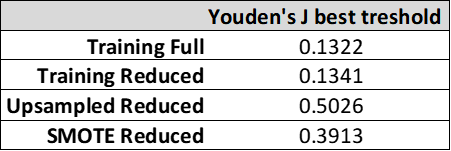 Youden's J best treshold
Training Full 0.1322
Training Reduced 0.1341
Upsampled Reduced 0.5026
SMOTE Reduced 0.3913